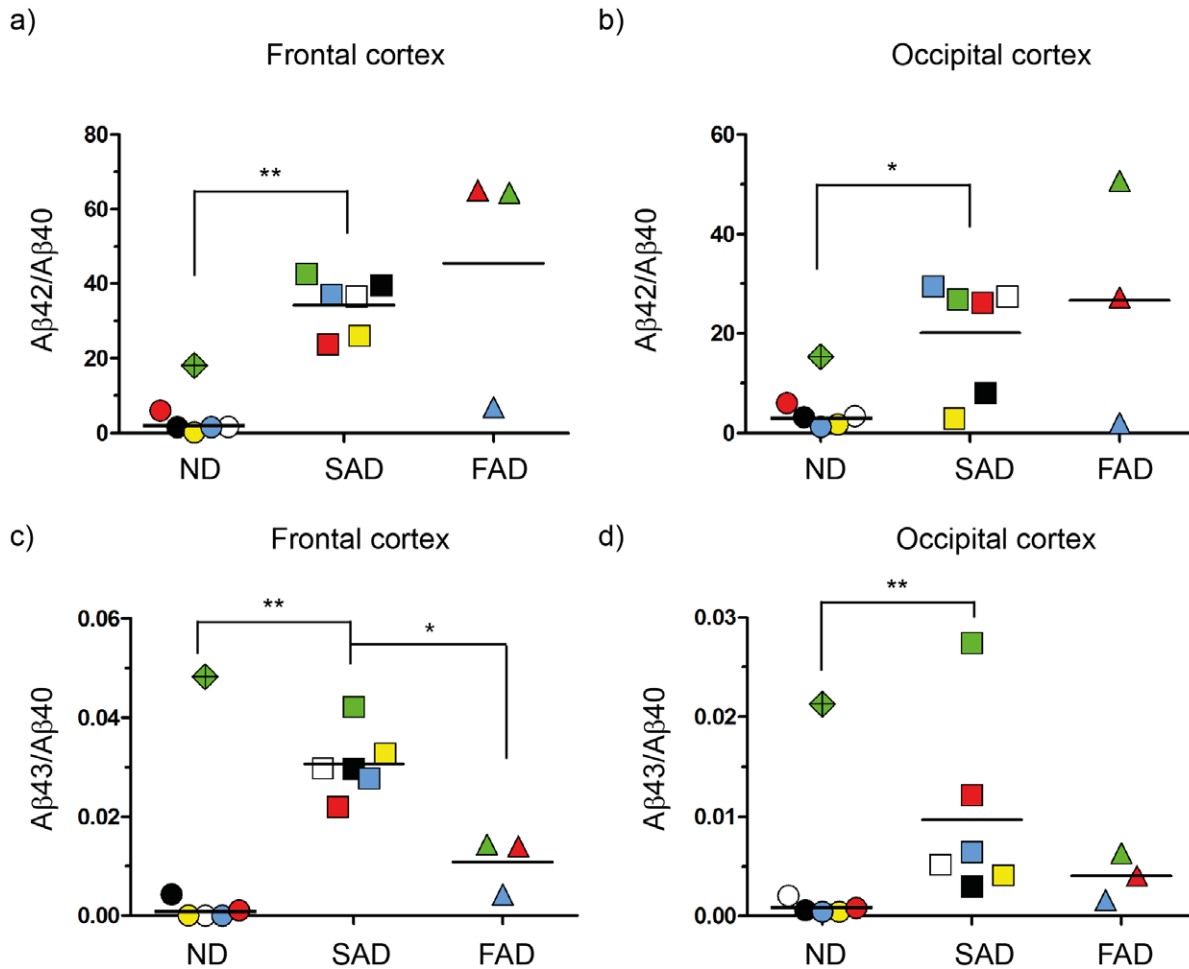 a)
Frontal cortex
Aβ42/Aβ40
80
60
40
20
0
**
ND SAD FAD
b)
Occipital cortex
Aβ42/Aβ40
60
40
20
0
*
ND SAD FAD
c)
Frontal cortex
Aβ43/Aβ40
0.06
0.04
0.02
0.00
**
*
ND SAD FAD
d)
Occipital cortex
Aβ43/Aβ40
0.03
0.02
0.01
0.00
**
ND SAD FAD